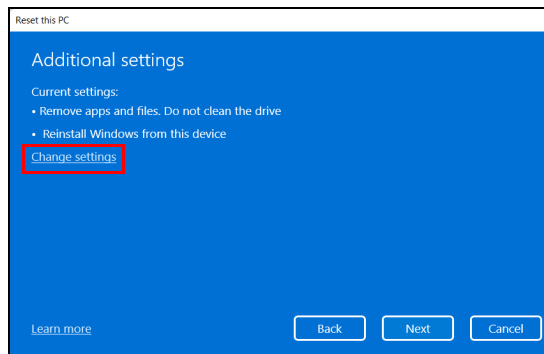 Reset this PC
Additional settings
Current settings:
• Remove apps and files. Do not clean the drive
• Reinstall Windows from this device
Change settings
Learn more
Back
Next
Cancel